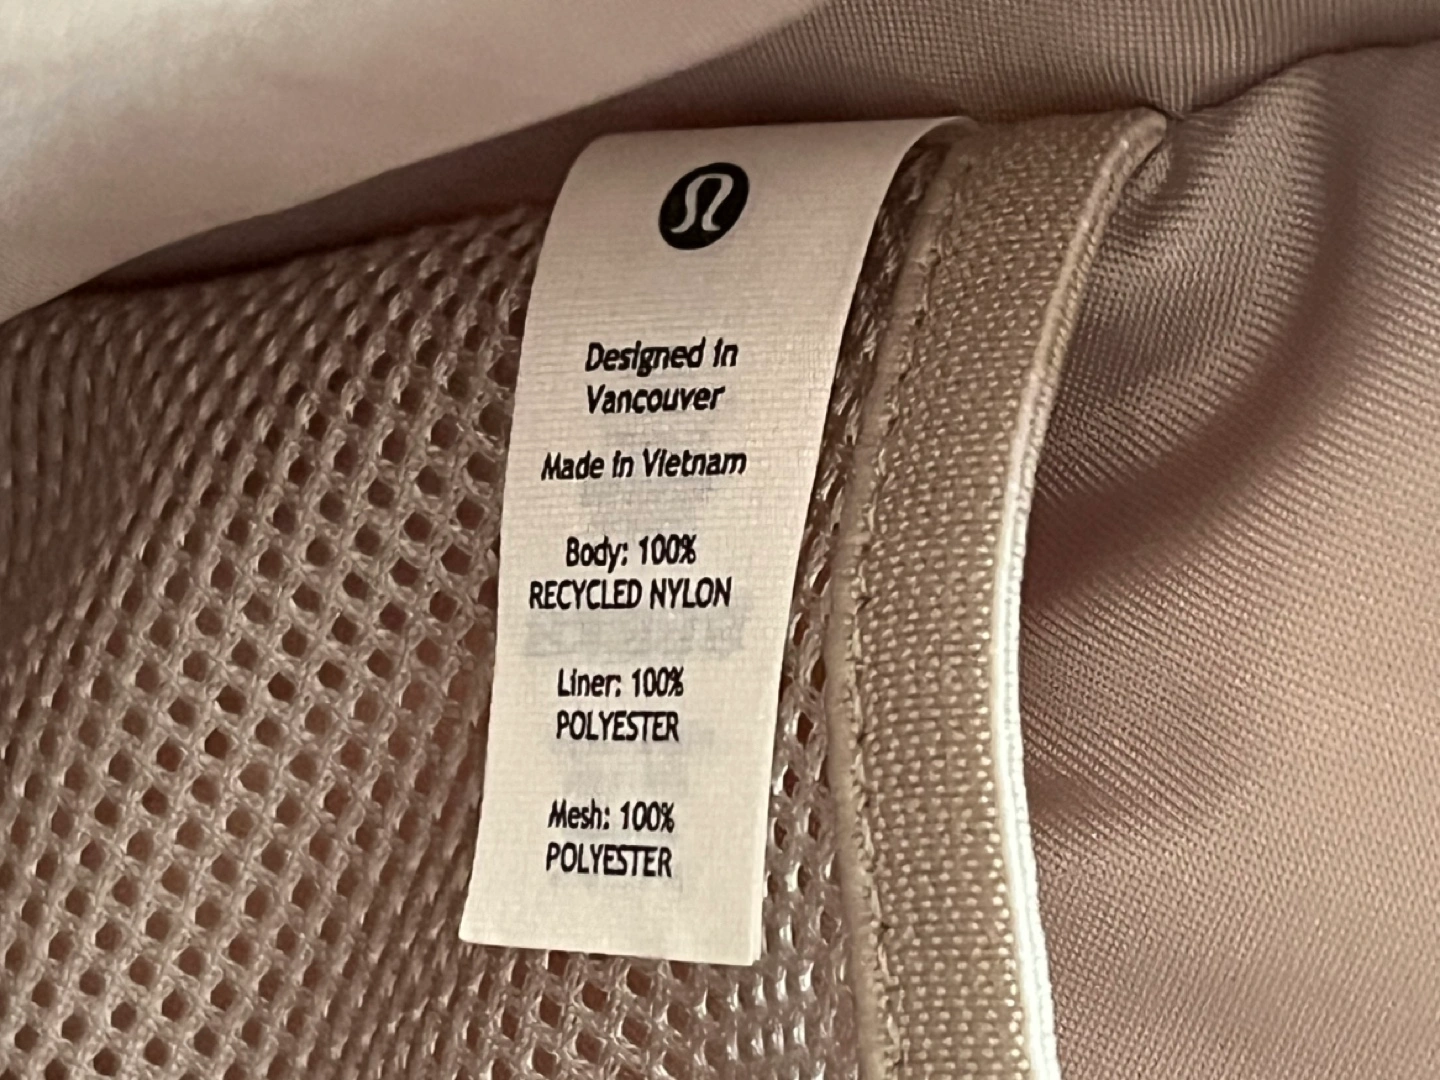 Designed in
Vancouver
Made in Vietnam
Body: 100%
RECYCLED NYLON
Liner: 100%
POLYESTER
Mesh: 100%
POLYESTER